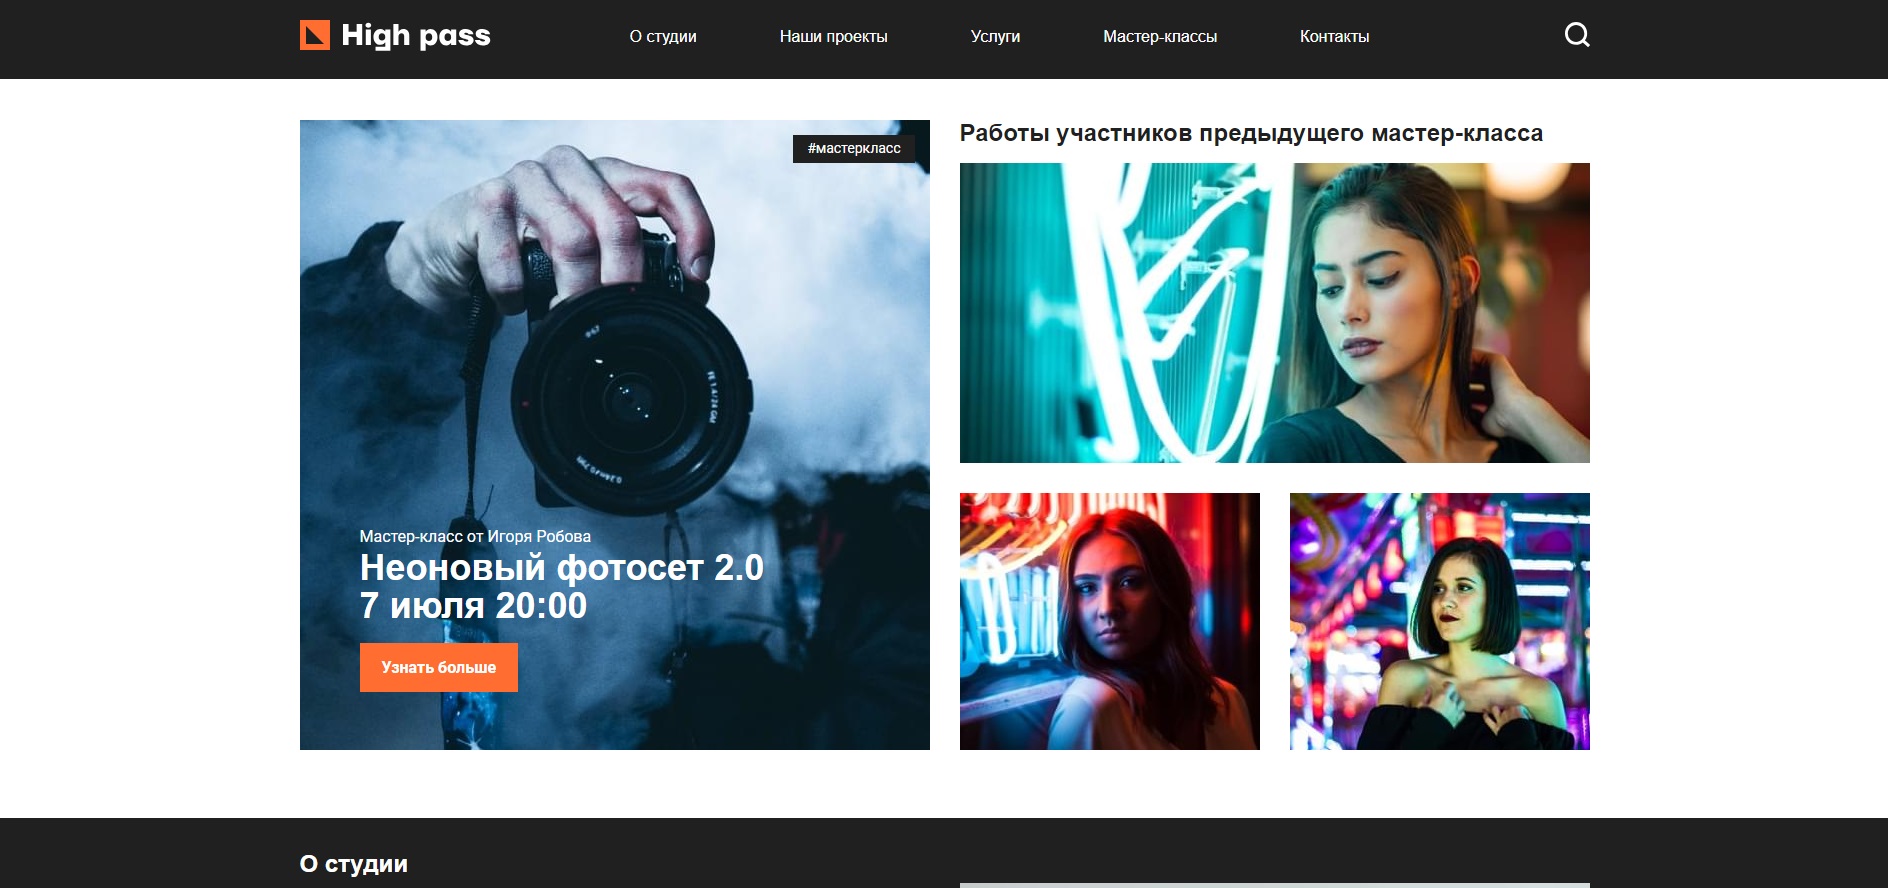 High pass
О студии
Наши проекты
Услуги
Мастер-классы
Контакты
#мастеркласс
Мастер-класс от Игоря Робова
Неоновый фотосет 2.0
7 июля 20:00
Узнать больше
Работы участников предыдущего мастер-класса
О студии